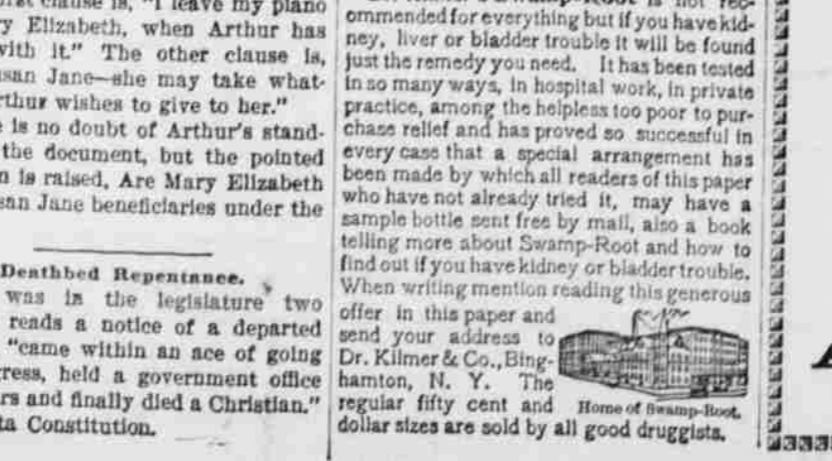 clause is, "I leave my piano
y Elizabeth, when Arthur has
with it." The other clause is,
usan Jane—she may take what-
rthur wishes to give to her."
e is no doubt of Arthur's stand-
the document, but the pointed
n is raised, Are Mary Elizabeth
san Jane beneficiaries under the
Deathbed Repentance.
was in the legislature two
reads a notice of a departed
"came within an ace of going
ress, held a government office
rs and finally died a Christian."
ta Constitution.
Swamp-Root is not rec-
ommended for everything but if you have kid-
ney, liver or bladder trouble it will be found
just the remedy you need. It has been tested
in so many ways, in hospital work, in private
practice, among the helpless too poor to pur-
chase relief and has proved so successful in
every case that a special arrangement has
been made by which all readers of this paper
who have not already tried it, may have a
sample bottle sent free by mail, also a book
telling more about Swamp-Root and how to
find out if you have kidney or bladder trouble.
When writing mention reading this generous
offer in this paper and
send your address to
Dr. Kilmer & Co., Bing-
hamton, N. Y. The
regular fifty cent and
dollar sizes are sold by all good druggists.
Home of Swamp-Root.